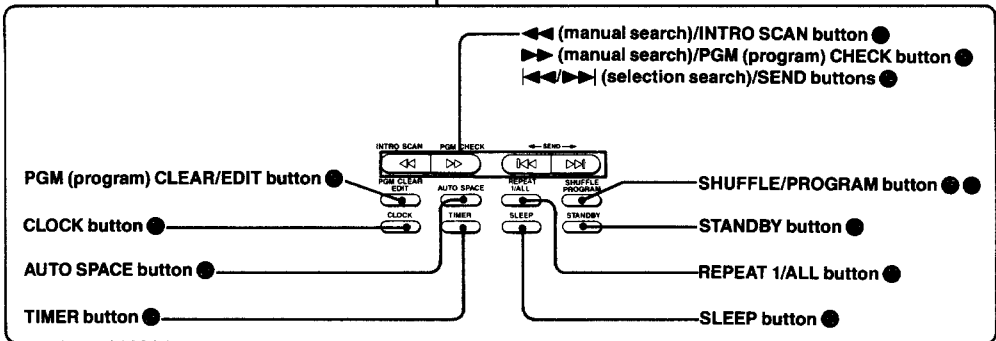 ◀◀ (manual search)/INTRO SCAN button
▶▶ (manual search)/PGM (program) CHECK button
|◀◀/▶▶| (selection search)/SEND buttons
INTRO SCAN
PGM CHECK
← SEND →
PGM CLEAR
EDIT
AUTO SPACE
REPEAT
1/ALL
SHUFFLE
PROGRAM
CLOCK
TIMER
SLEEP
STANDBY
PGM (program) CLEAR/EDIT button
CLOCK button
AUTO SPACE button
TIMER button
SHUFFLE/PROGRAM button
STANDBY button
REPEAT 1/ALL button
SLEEP button